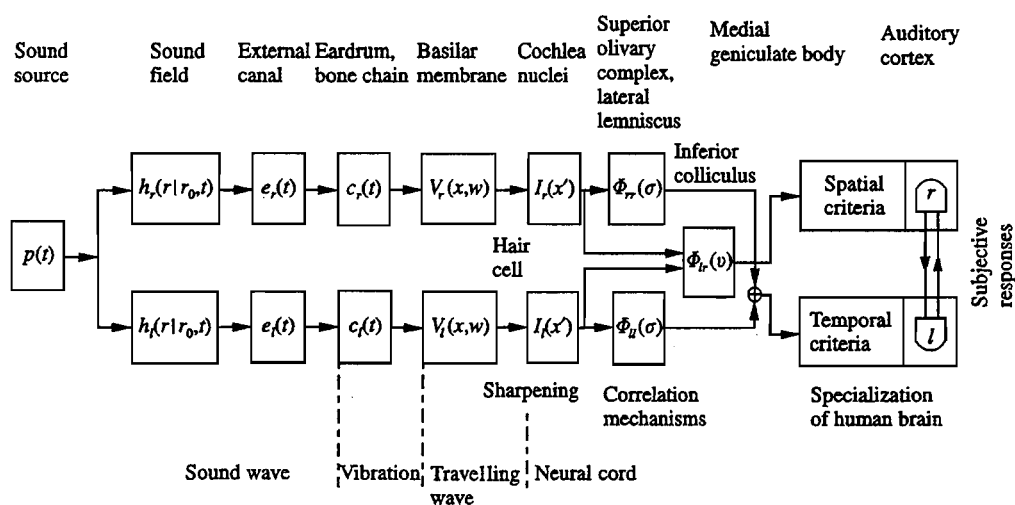 Sound
source
Sound
field
External
canal
Eardrum,
bone chain
Basilar
membrane
Cochlea
nuclei
Superior
olivary
complex,
lateral
lemniscus
Medial
geniculate body
Auditory
cortex
Inferior
colliculus
p(t)
h_r(r|r_0,t)
e_r(t)
c_r(t)
V_r(x,w)
I_r(x′)
Φ_rr(σ)
Hair
cell
Φ_lr(υ)
Spatial
criteria
r
h_l(r|r_0,t)
e_l(t)
c_l(t)
V_l(x,w)
I_l(x′)
Φ_ll(σ)
Temporal
criteria
l
Subjective
responses
Sharpening
Correlation
mechanisms
Specialization
of human brain
Sound wave
Vibration
Travelling
wave
Neural cord